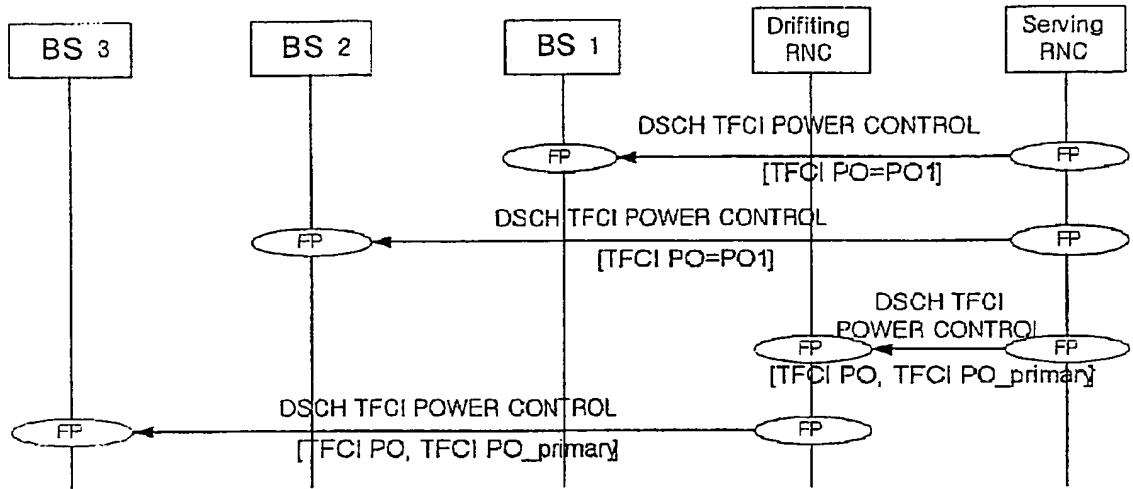 BS 3
BS 2
BS 1
Drifiting
RNC
Serving
RNC
DSCH TFCI POWER CONTROL
FP
FP
[TFCI PO=PO1]
DSCH TFCI POWER CONTROL
FP
FP
[TFCI PO=PO1]
DSCH TFCI
POWER CONTROL
FP
FP
[TFCI PO, TFCI PO_primary]
DSCH TFCI POWER CONTROL
FP
FP
[TFCI PO, TFCI PO_primary]